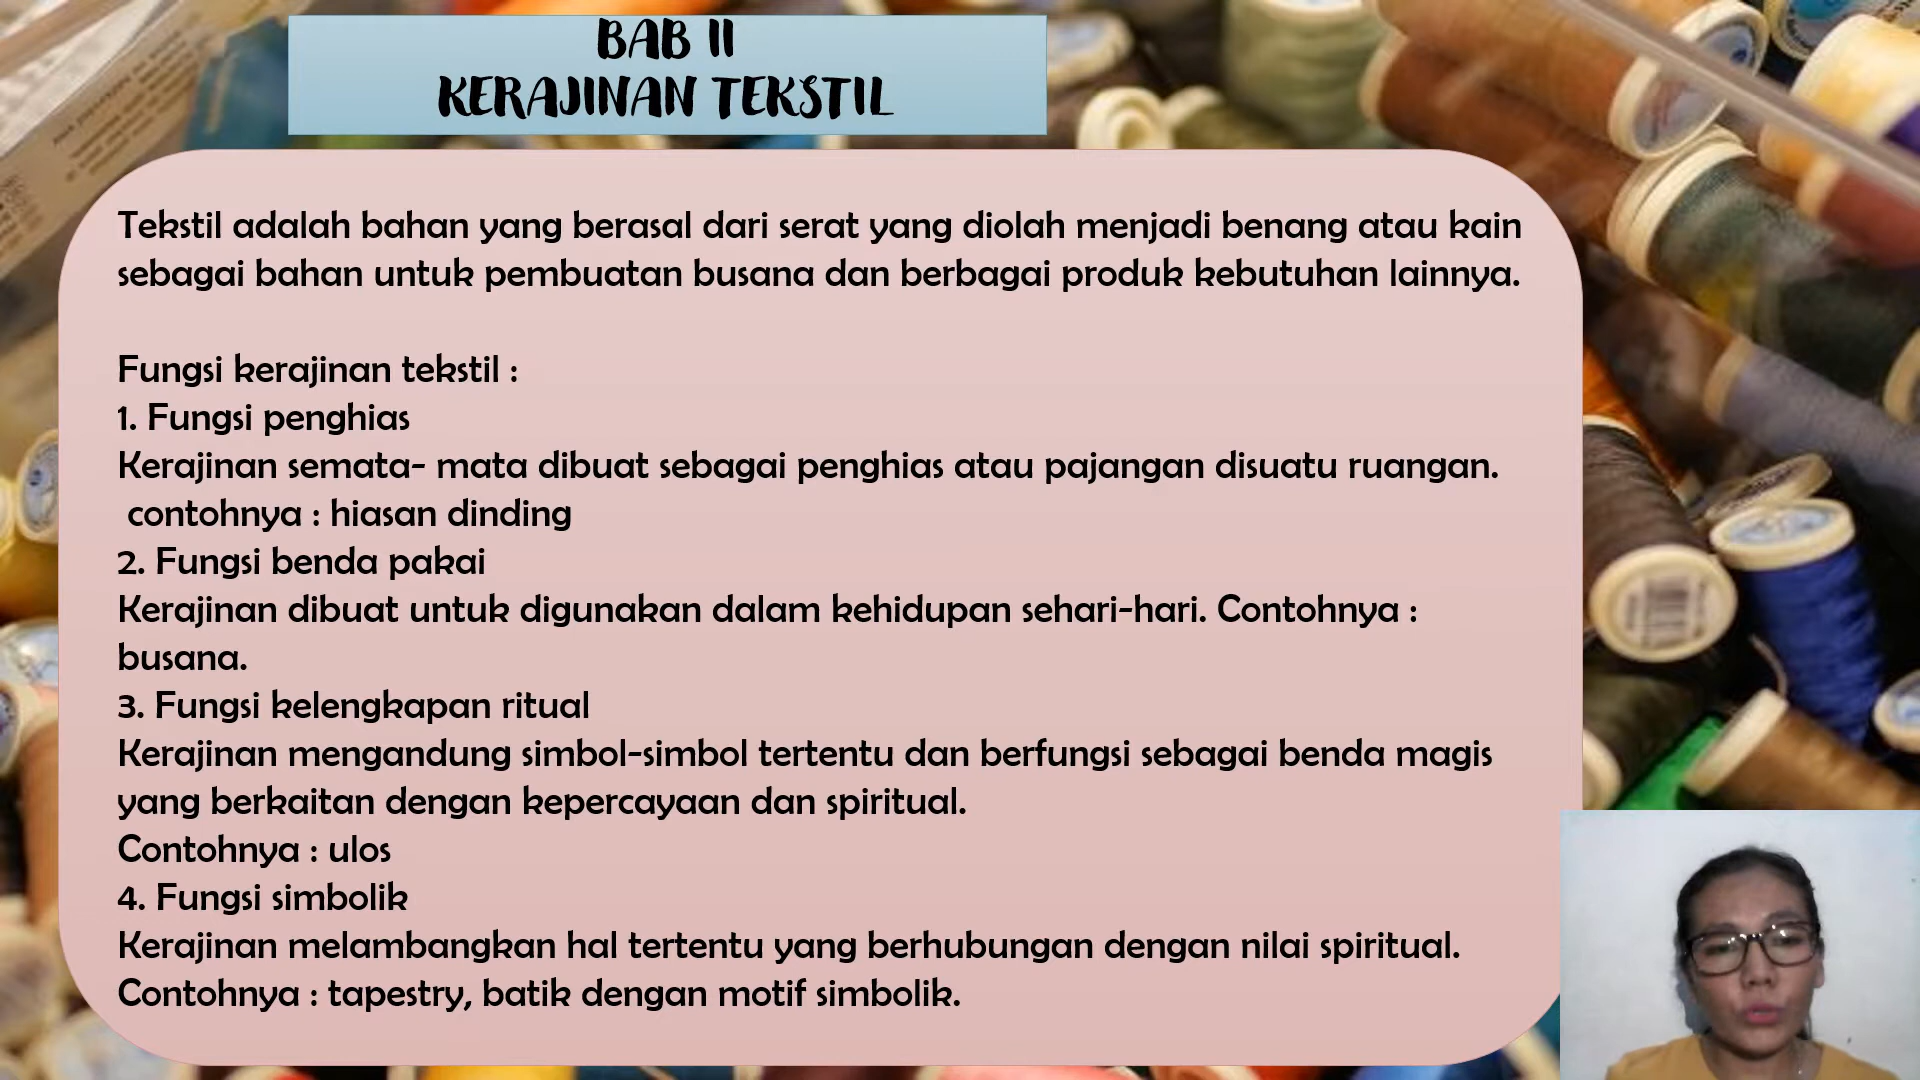 BAB II
KERAJINAN TEKSTIL
Tekstil adalah bahan yang berasal dari serat yang diolah menjadi benang atau kain
sebagai bahan untuk pembuatan busana dan berbagai produk kebutuhan lainnya.
Fungsi kerajinan tekstil :
1. Fungsi penghias
Kerajinan semata- mata dibuat sebagai penghias atau pajangan disuatu ruangan.
contohnya : hiasan dinding
2. Fungsi benda pakai
Kerajinan dibuat untuk digunakan dalam kehidupan sehari-hari. Contohnya :
busana.
3. Fungsi kelengkapan ritual
Kerajinan mengandung simbol-simbol tertentu dan berfungsi sebagai benda magis
yang berkaitan dengan kepercayaan dan spiritual.
Contohnya : ulos
4. Fungsi simbolik
Kerajinan melambangkan hal tertentu yang berhubungan dengan nilai spiritual.
Contohnya : tapestry, batik dengan motif simbolik.